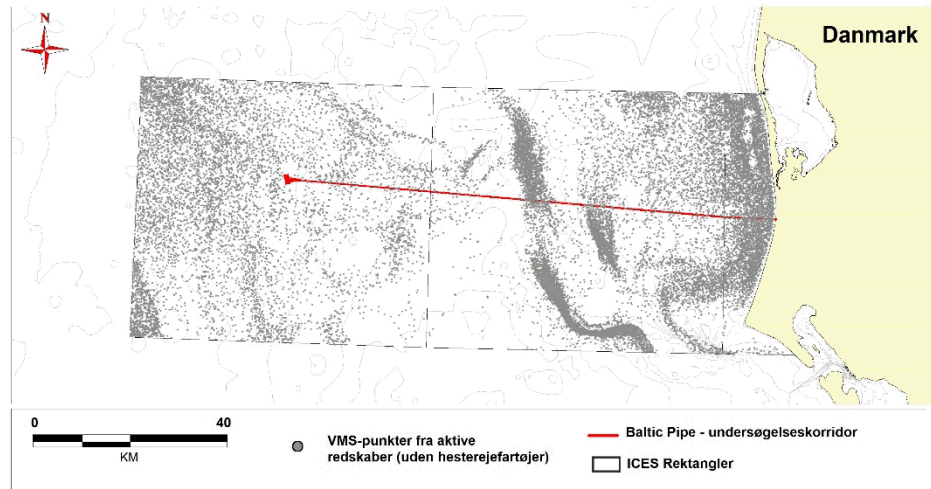 N
Danmark
0 40
KM
VMS-punkter fra aktive
redskaber (uden hesterejefartøjer)
Baltic Pipe - undersøgelseskorridor
ICES Rektangler